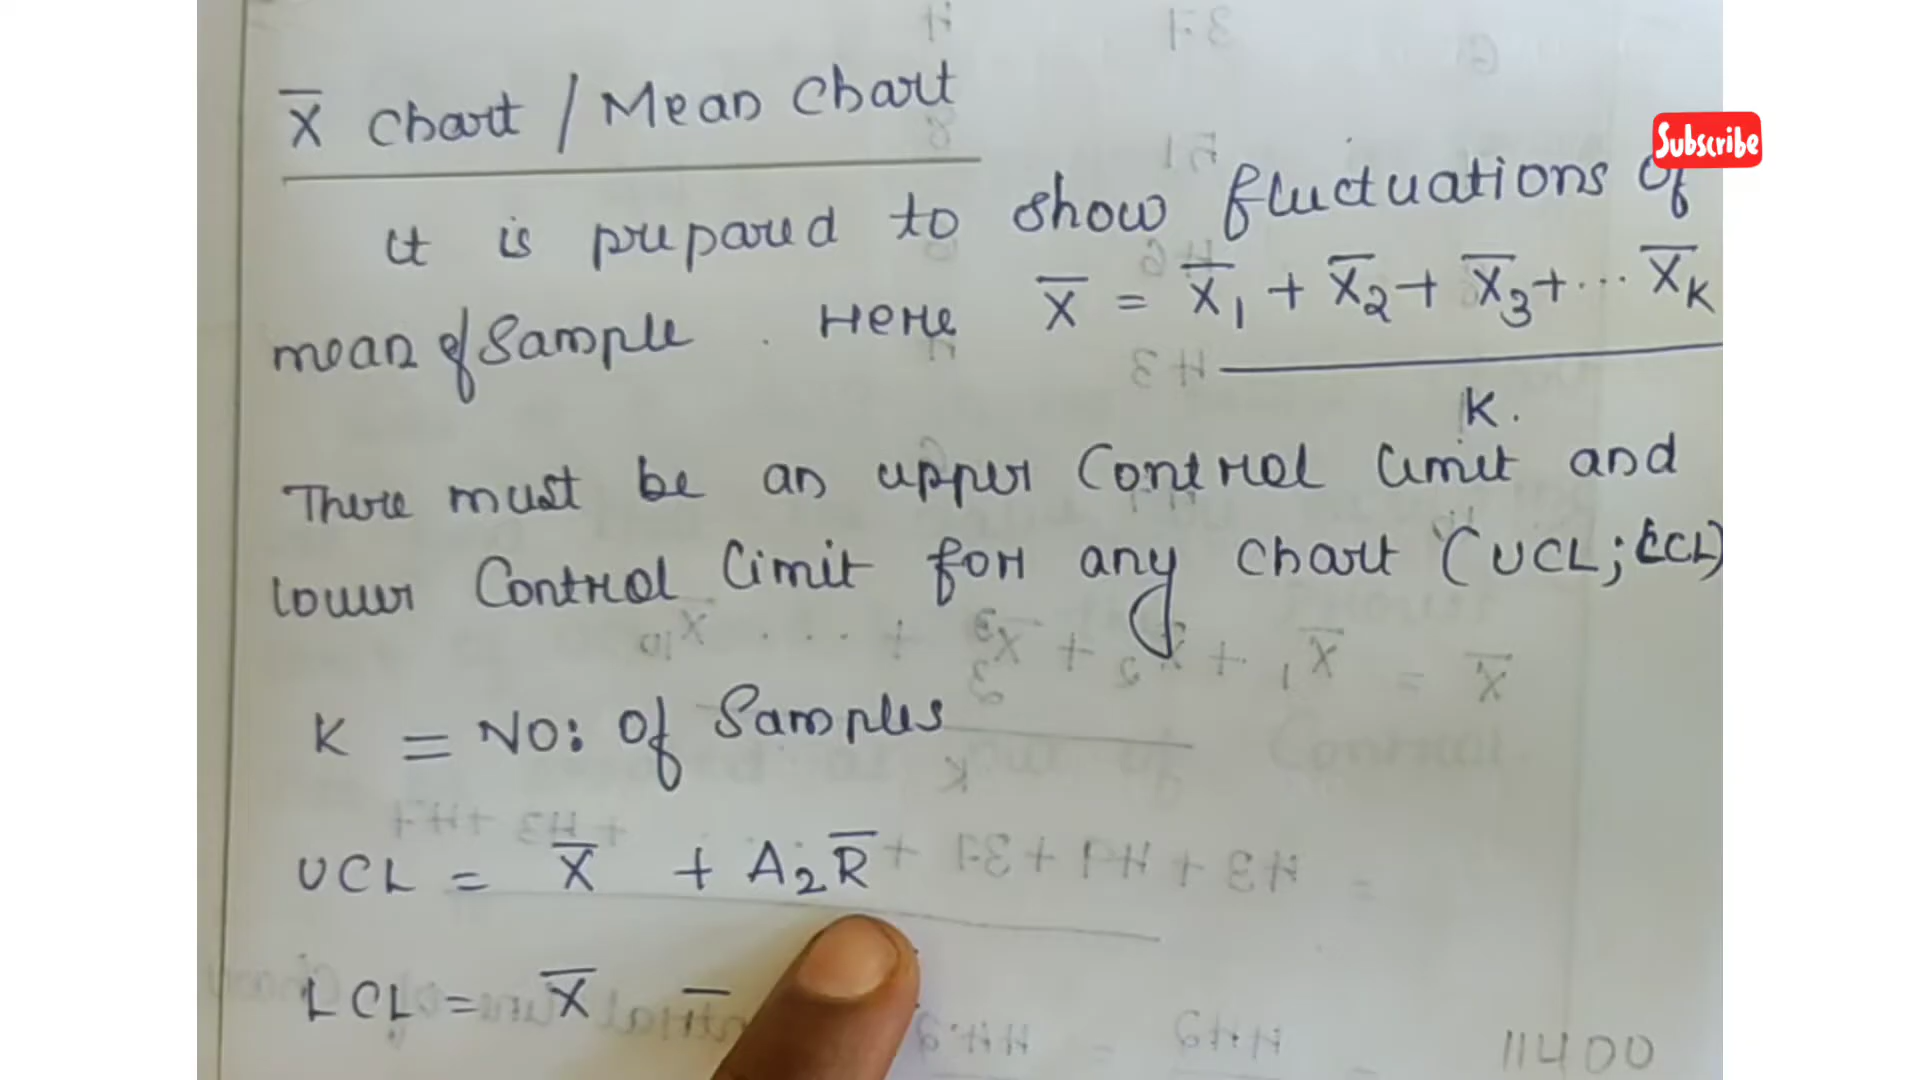 X̄ Chart / Mean Chart
Subscribe
It is prepared to show fluctuations of
mean of Sample. Here X̄ = X̄₁ + X̄₂ + X̄₃ + ... X̄K
K.
There must be an upper Control limit and
lower Control limit for any Chart (UCL; LCL)
K = No: of Samples
UCL = X̄ + A₂R̄
LCL = X̄ –
11400